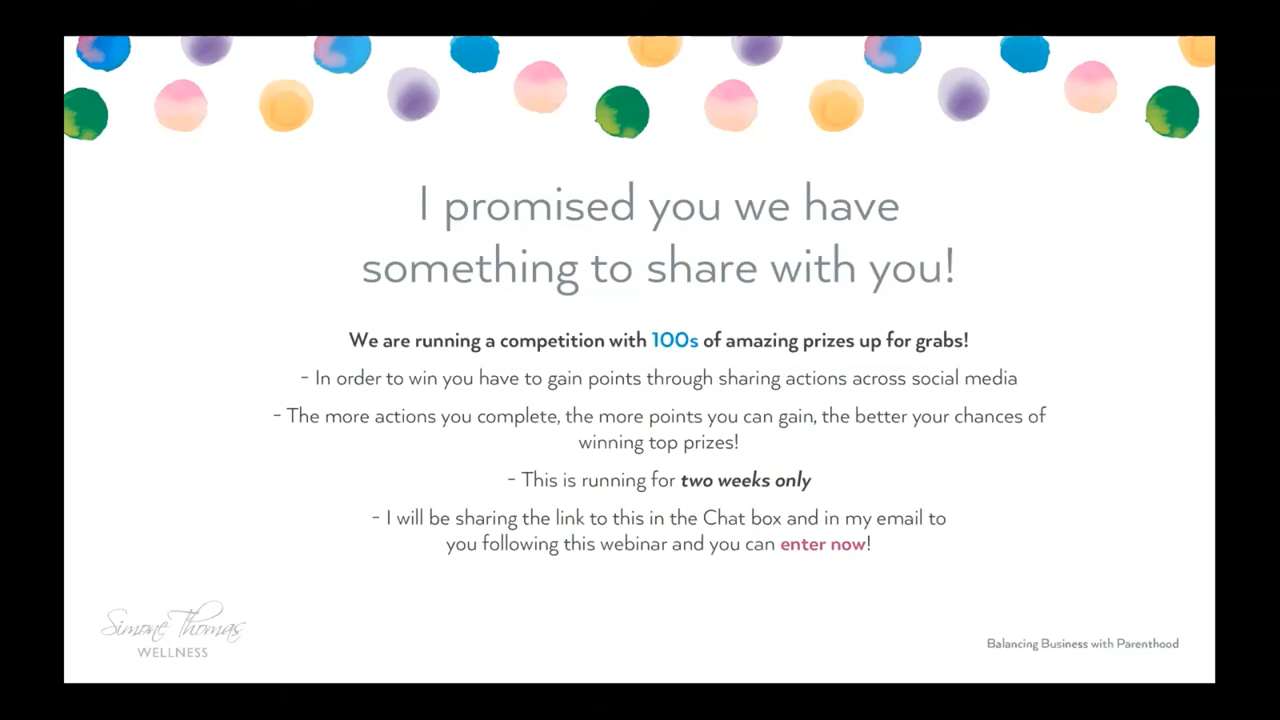 I promised you we have
something to share with you!
We are running a competition with 100s of amazing prizes up for grabs!
- In order to win you have to gain points through sharing actions across social media
- The more actions you complete, the more points you can gain, the better your chances of
winning top prizes!
- This is running for two weeks only
- I will be sharing the link to this in the Chat box and in my email to
you following this webinar and you can enter now!
Simone Thomas
WELLNESS
Balancing Business with Parenthood